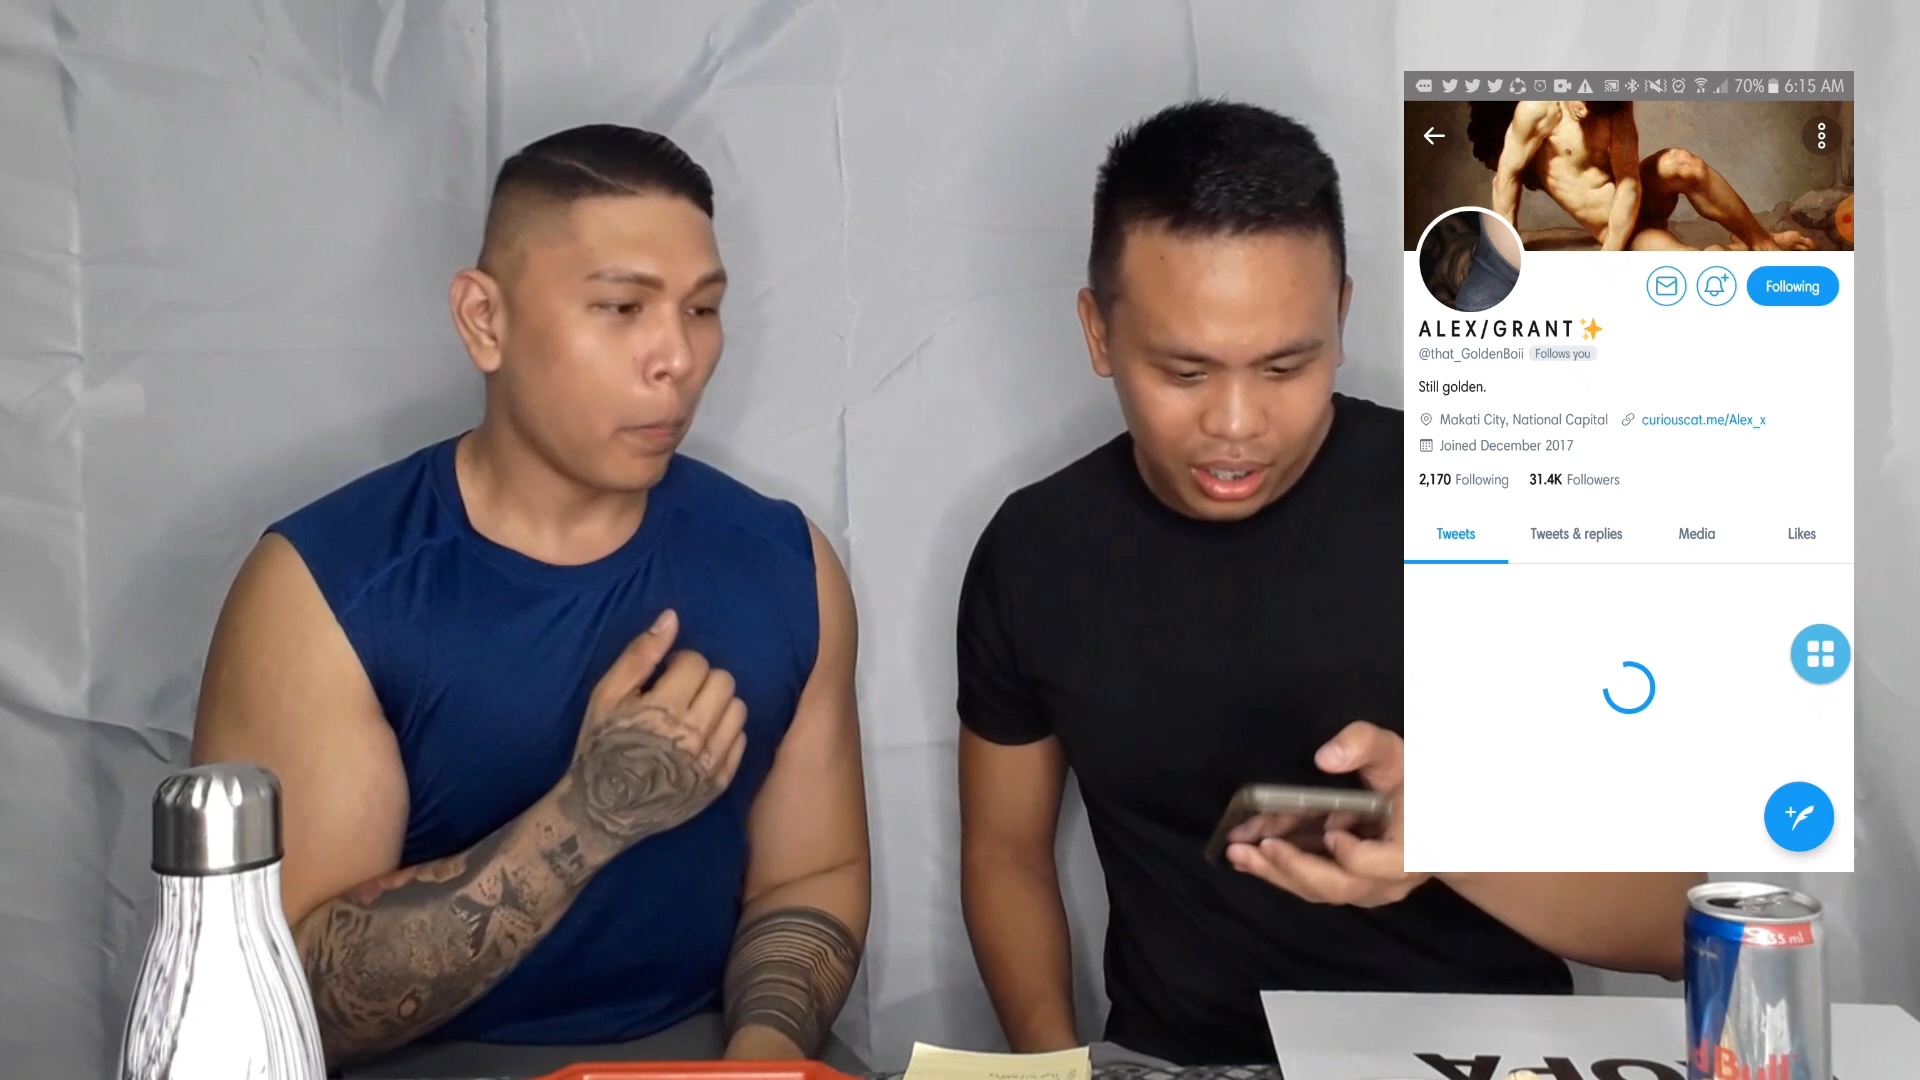 70% 6:15 AM
Following
ALEX/GRANT✨
@that_GoldenBoii Follows you
Still golden.
Makati City, National Capital curiouscat.me/Alex_x
Joined December 2017
2,170 Following 31.4K Followers
Tweets Tweets & replies Media Likes
ml
Bull